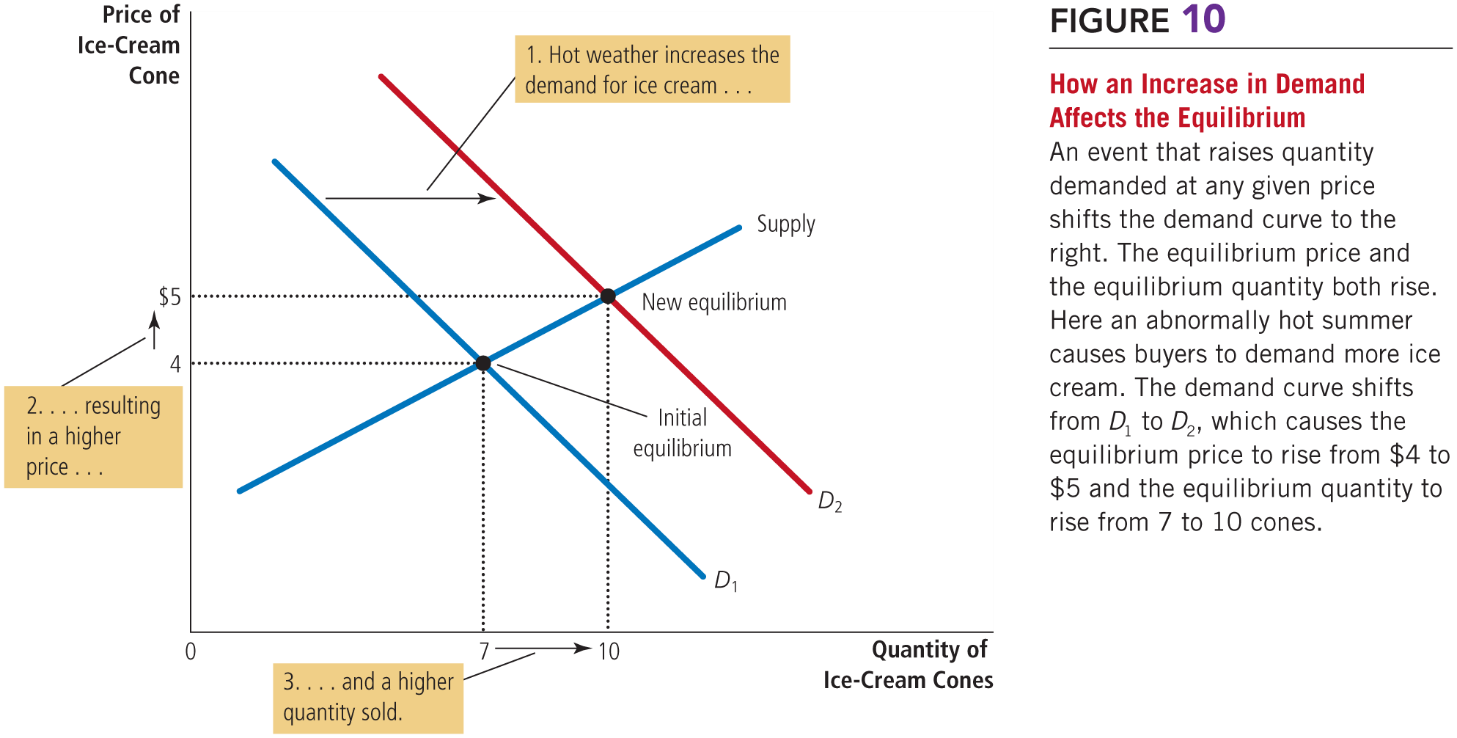 Price of
Ice-Cream
Cone
1. Hot weather increases the
demand for ice cream . . .
Supply
$5
New equilibrium
4
2. . . . resulting
in a higher
price . . .
Initial
equilibrium
D₂
D₁
0
7
10
Quantity of
Ice-Cream Cones
3. . . . and a higher
quantity sold.
FIGURE 10
How an Increase in Demand
Affects the Equilibrium
An event that raises quantity
demanded at any given price
shifts the demand curve to the
right. The equilibrium price and
the equilibrium quantity both rise.
Here an abnormally hot summer
causes buyers to demand more ice
cream. The demand curve shifts
from D₁ to D₂, which causes the
equilibrium price to rise from $4 to
$5 and the equilibrium quantity to
rise from 7 to 10 cones.